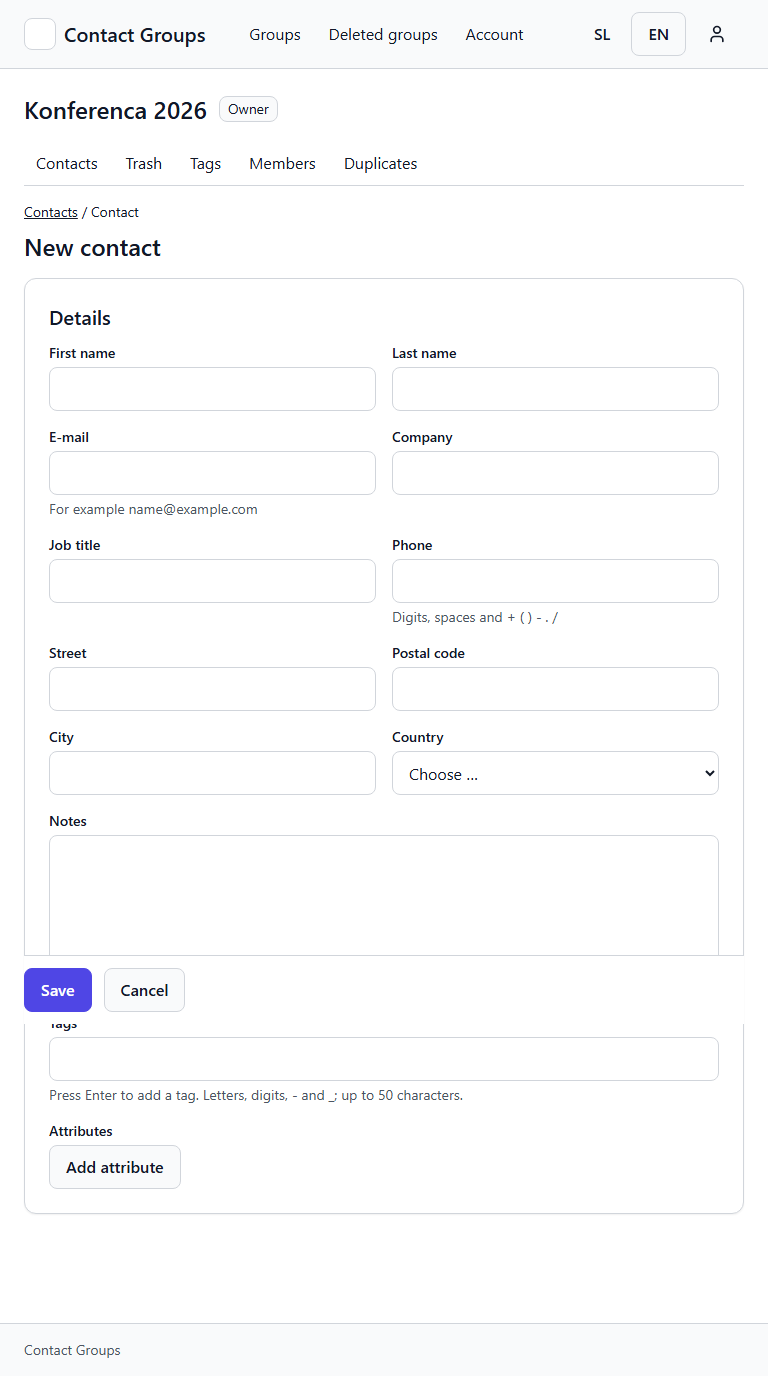 Contact Groups Groups Deleted groups Account SL EN
Konferenca 2026 Owner
Contacts Trash Tags Members Duplicates
Contacts / Contact
New contact
Details
First name Last name
E-mail Company
For example name@example.com
Job title Phone
Digits, spaces and + ( ) - . /
Street Postal code
City Country
Choose ...
Notes
Save Cancel
Tags
Press Enter to add a tag. Letters, digits, - and _; up to 50 characters.
Attributes
Add attribute
Contact Groups